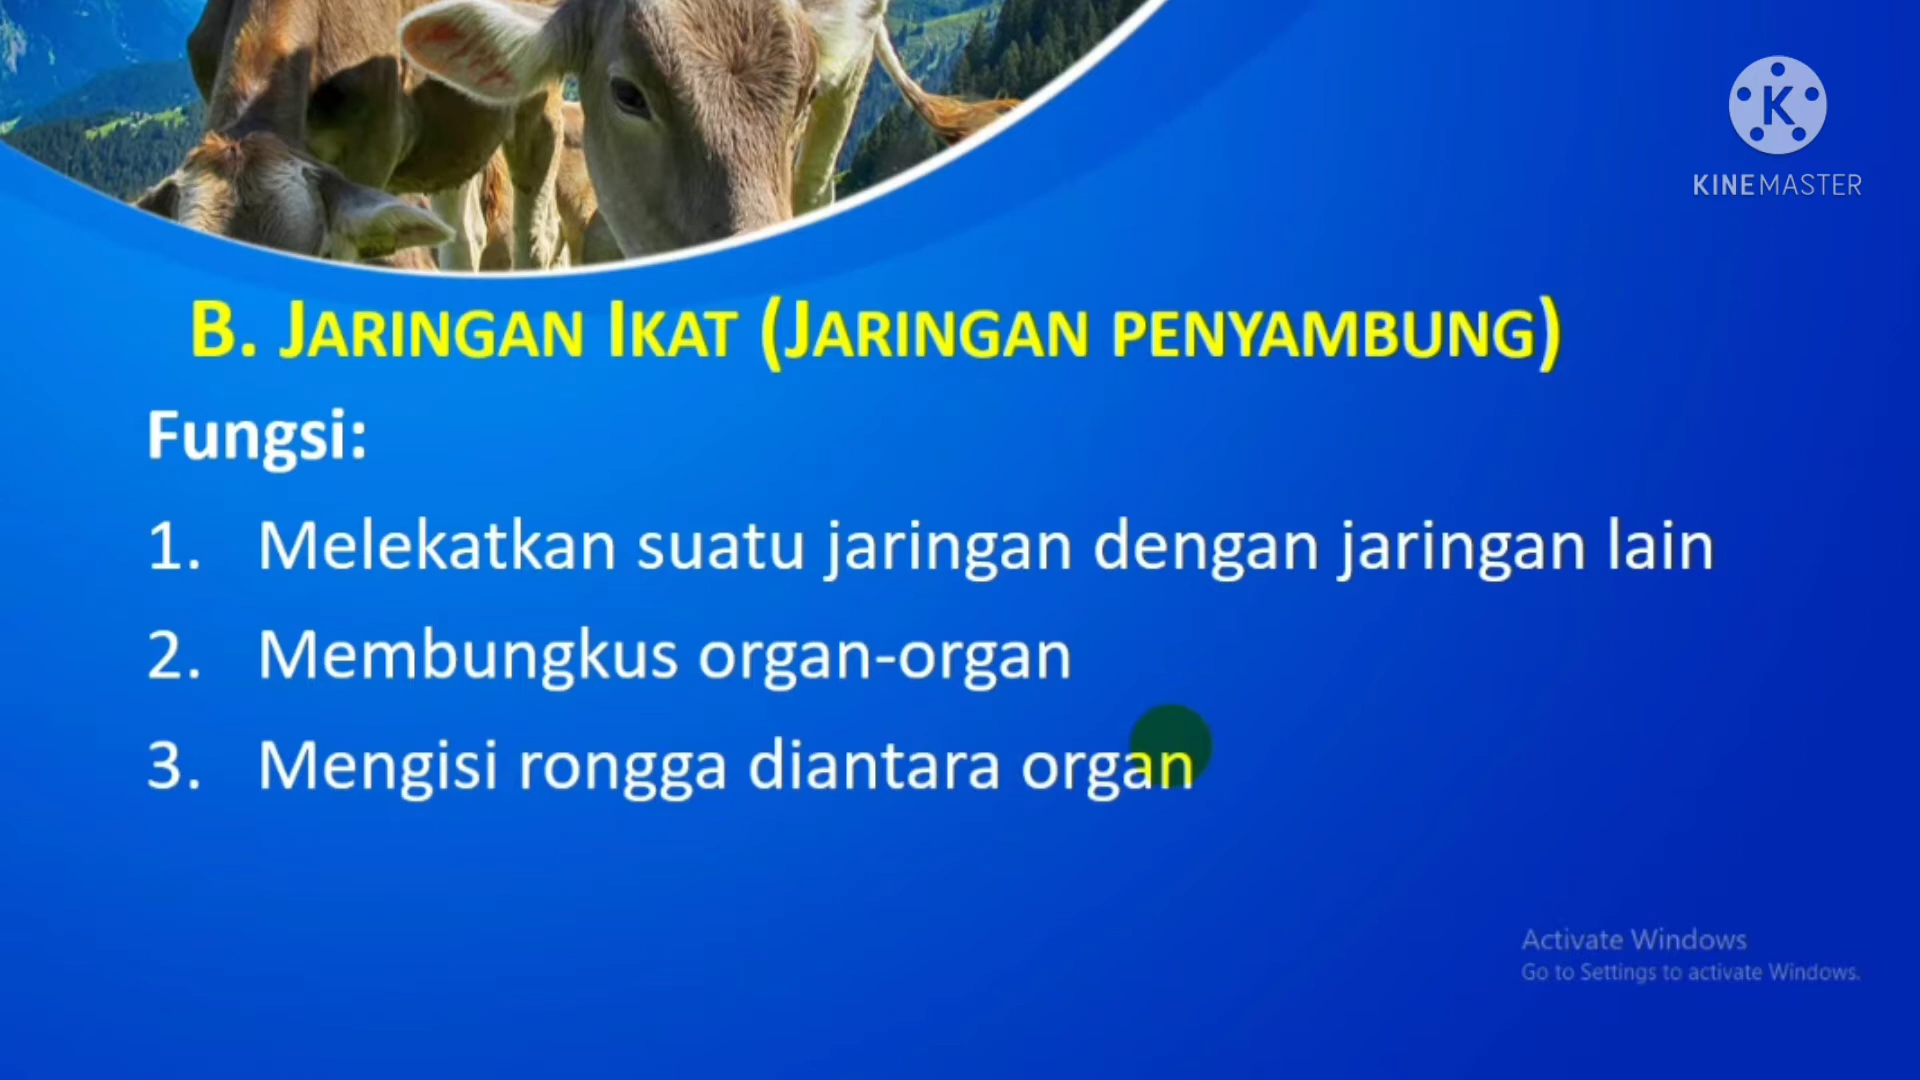 K
KINEMASTER
B. JARINGAN IKAT (JARINGAN PENYAMBUNG)
Fungsi:
1. Melekatkan suatu jaringan dengan jaringan lain
2. Membungkus organ-organ
3. Mengisi rongga diantara organ
Activate Windows
Go to Settings to activate Windows.